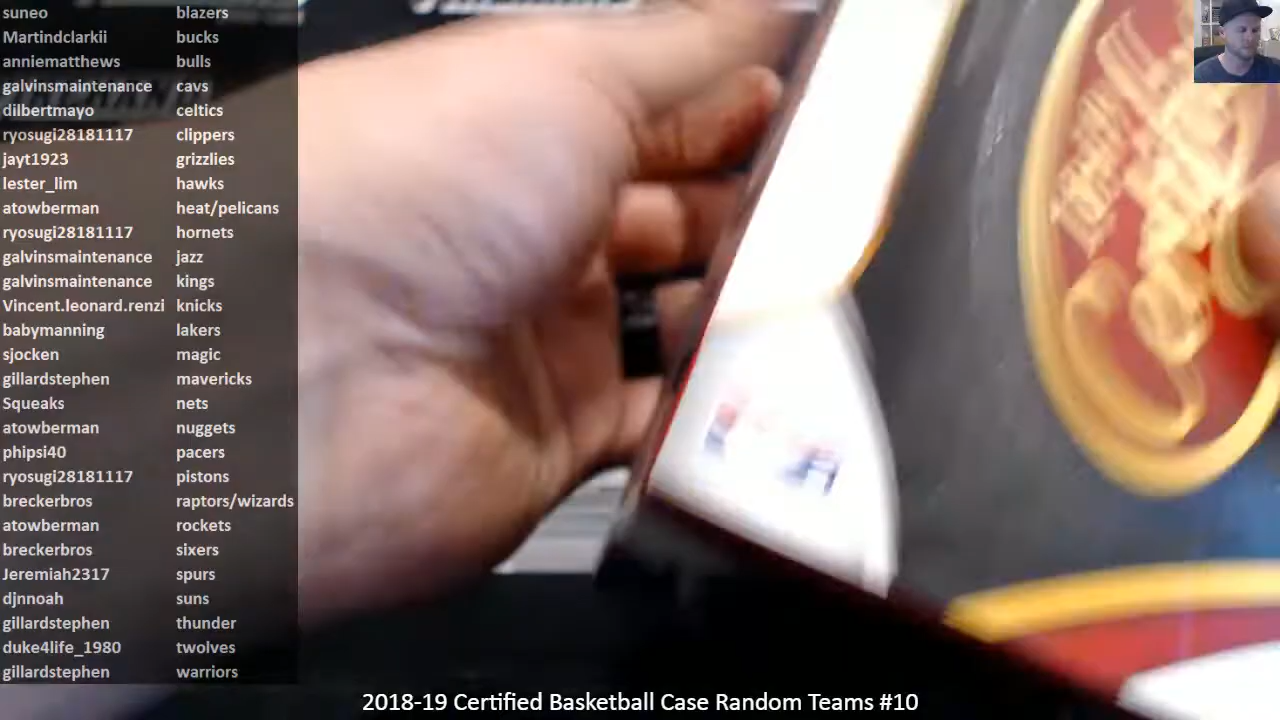 suneo blazers
Martindclarkii bucks
anniematthews bulls
galvinsmaintenance cavs
dilbertmayo celtics
ryosugi28181117 clippers
jayt1923 grizzlies
lester_lim hawks
atowberman heat/pelicans
ryosugi28181117 hornets
galvinsmaintenance jazz
galvinsmaintenance kings
Vincent.leonard.renzi knicks
babymanning lakers
sjocken magic
gillardstephen mavericks
Squeaks nets
atowberman nuggets
phipsi40 pacers
ryosugi28181117 pistons
breckerbros raptors/wizards
atowberman rockets
breckerbros sixers
Jeremiah2317 spurs
djnnoah suns
gillardstephen thunder
duke4life_1980 twolves
gillardstephen warriors
2018-19 Certified Basketball Case Random Teams #10